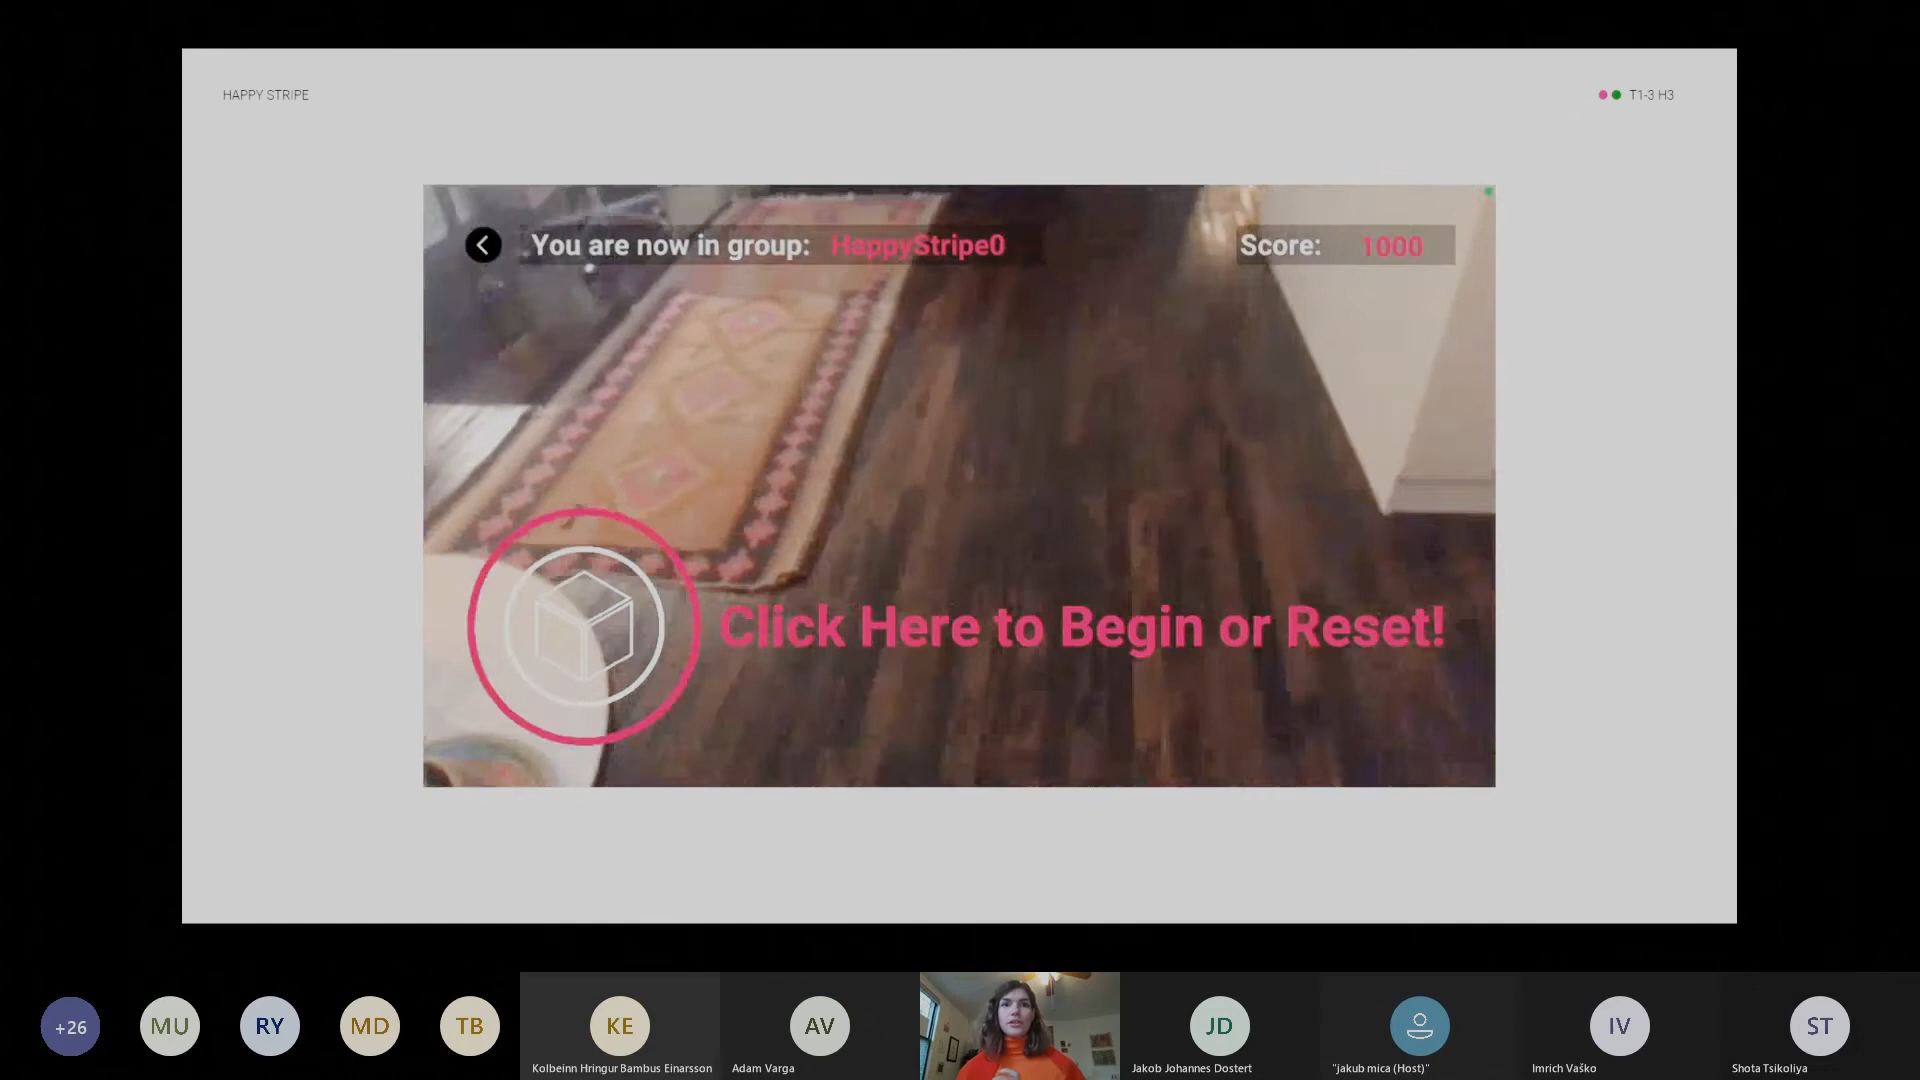 HAPPY STRIPE
T1-3 H3
You are now in group: HappyStripe0
Score: 1000
Click Here to Begin or Reset!
+26
MU
RY
MD
TB
KE
AV
JD
IV
ST
Kolbeinn Hringur Bambus Einarsson
Adam Varga
Jakob Johannes Dostert
"jakub mica (Host)"
Imrich Vaško
Shota Tsikoliya